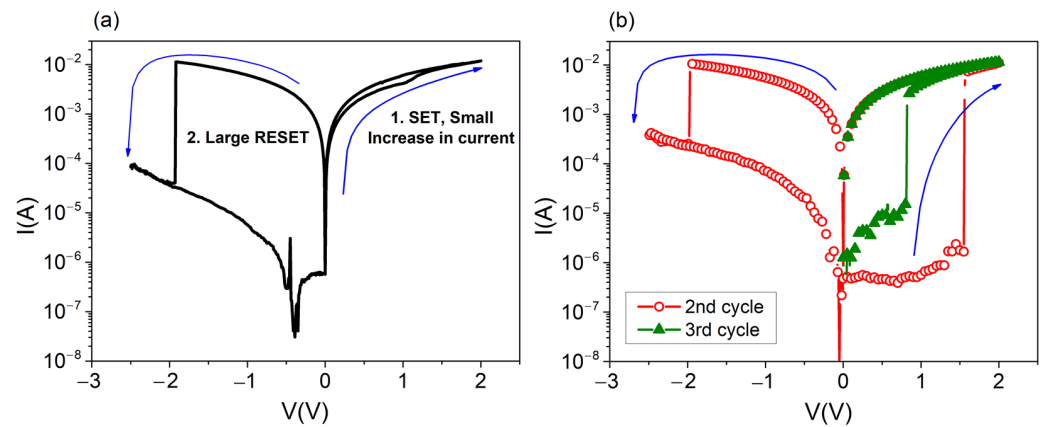 (a)
I(A)
10⁻²
10⁻³
10⁻⁴
10⁻⁵
10⁻⁶
10⁻⁷
10⁻⁸
2. Large RESET
1. SET, Small
Increase in current
−3 −2 −1 0 1 2
V(V)
(b)
I(A)
10⁻²
10⁻³
10⁻⁴
10⁻⁵
10⁻⁶
10⁻⁷
10⁻⁸
2nd cycle
3rd cycle
−3 −2 −1 0 1 2
V(V)